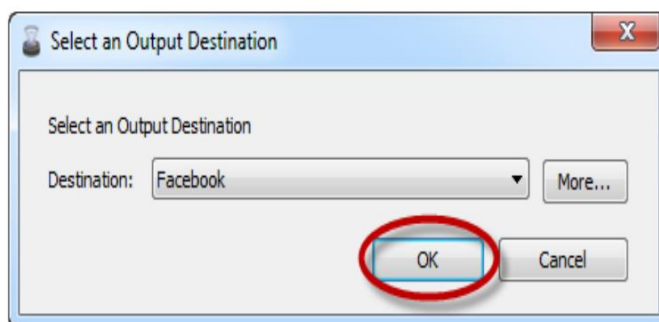 Select an Output Destination
X
Select an Output Destination
Destination: Facebook More...
OK Cancel